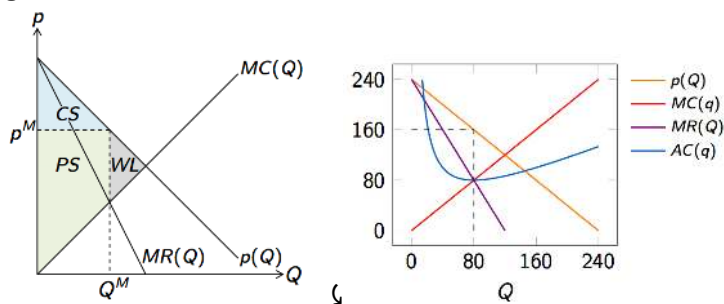 p
MC(Q)
CS
p^M
PS
WL
MR(Q)
p(Q)
Q
Q^M
240
160
80
0
0
80
160
240
Q
p(Q)
MC(q)
MR(Q)
AC(q)